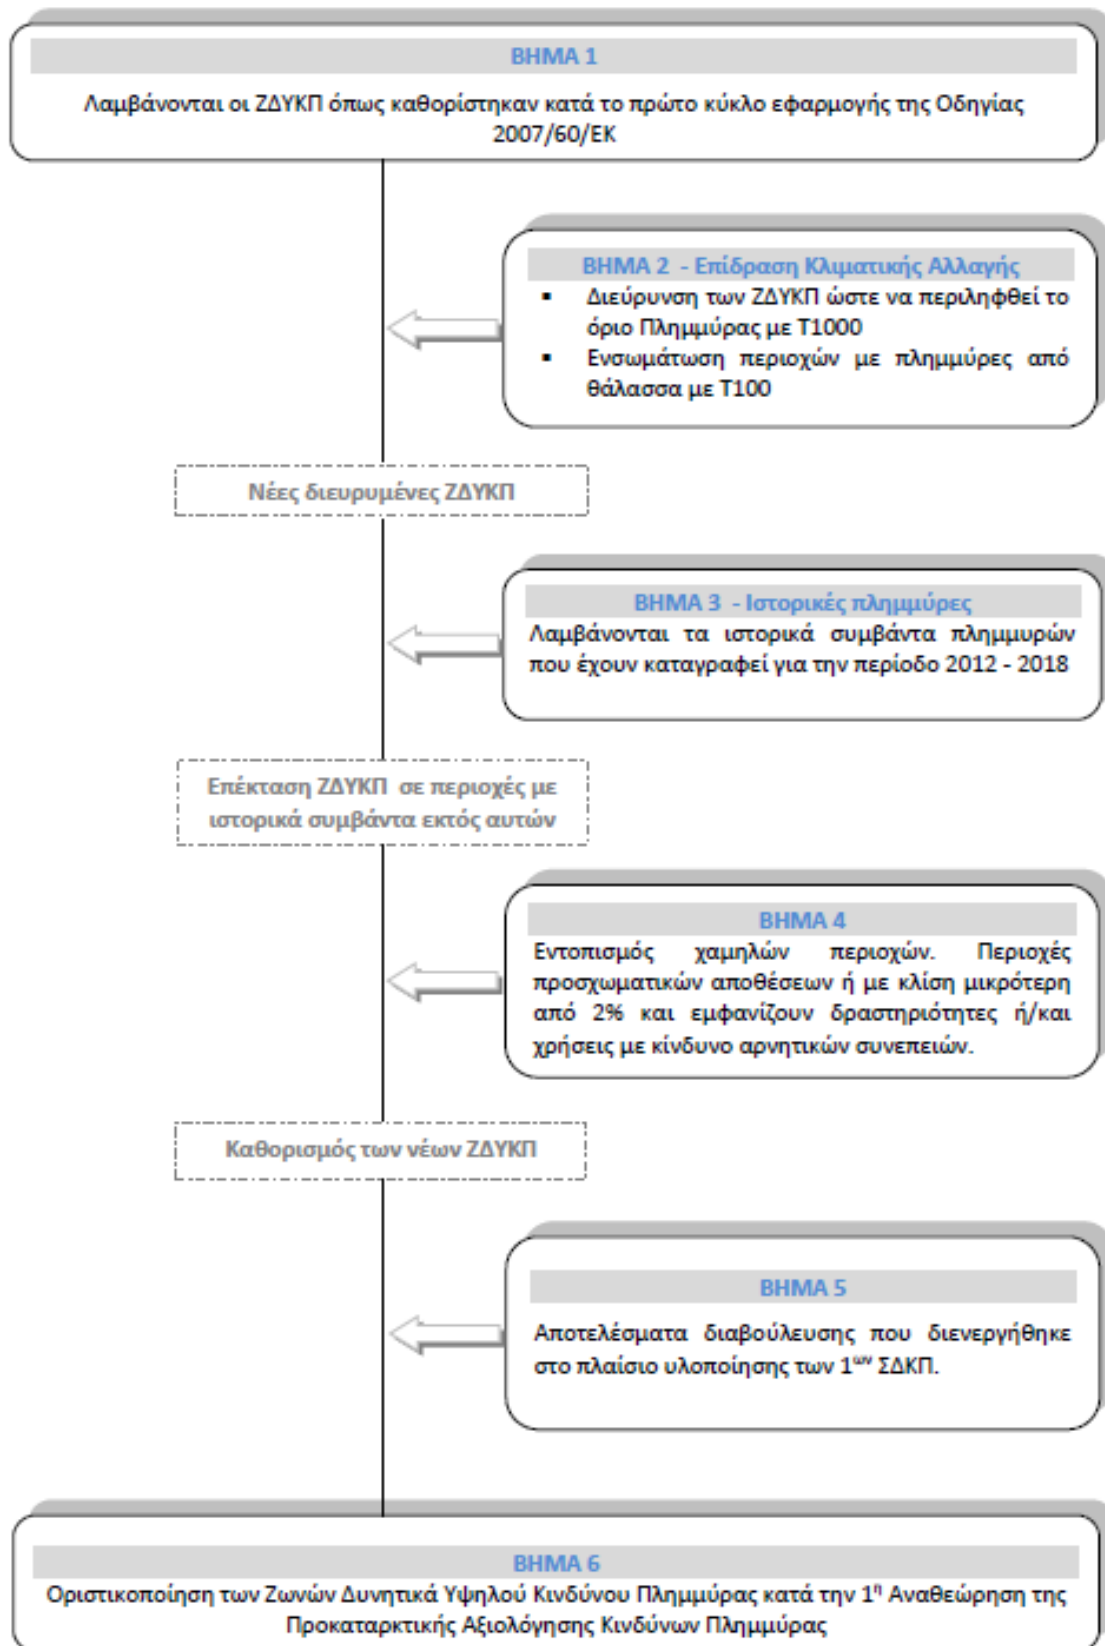 ΒΗΜΑ 1
Λαμβάνονται οι ΖΔΥΚΠ όπως καθορίστηκαν κατά το πρώτο κύκλο εφαρμογής της Οδηγίας
2007/60/ΕΚ
ΒΗΜΑ 2 - Επίδραση Κλιματικής Αλλαγής
▪ Διεύρυνση των ΖΔΥΚΠ ώστε να περιληφθεί το
όριο Πλημμύρας με Τ1000
▪ Ενσωμάτωση περιοχών με πλημμύρες από
θάλασσα με Τ100
Νέες διευρυμένες ΖΔΥΚΠ
ΒΗΜΑ 3 - Ιστορικές πλημμύρες
Λαμβάνονται τα ιστορικά συμβάντα πλημμυρών
που έχουν καταγραφεί για την περίοδο 2012 - 2018
Επέκταση ΖΔΥΚΠ σε περιοχές με
ιστορικά συμβάντα εκτός αυτών
ΒΗΜΑ 4
Εντοπισμός χαμηλών περιοχών. Περιοχές
προσχωματικών αποθέσεων ή με κλίση μικρότερη
από 2% και εμφανίζουν δραστηριότητες ή/και
χρήσεις με κίνδυνο αρνητικών συνεπειών.
Καθορισμός των νέων ΖΔΥΚΠ
ΒΗΜΑ 5
Αποτελέσματα διαβούλευσης που διενεργήθηκε
στο πλαίσιο υλοποίησης των 1ων ΣΔΚΠ.
ΒΗΜΑ 6
Οριστικοποίηση των Ζωνών Δυνητικά Υψηλού Κινδύνου Πλημμύρας κατά την 1η Αναθεώρηση της
Προκαταρκτικής Αξιολόγησης Κινδύνων Πλημμύρας